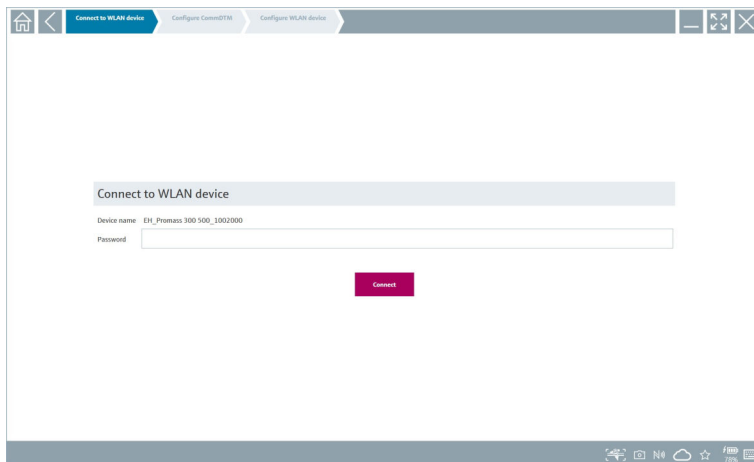 Connect to WLAN device
Configure CommDTM
Configure WLAN device
Connect to WLAN device
Device name EH_Promass 300 500_1002000
Password
Connect
78%